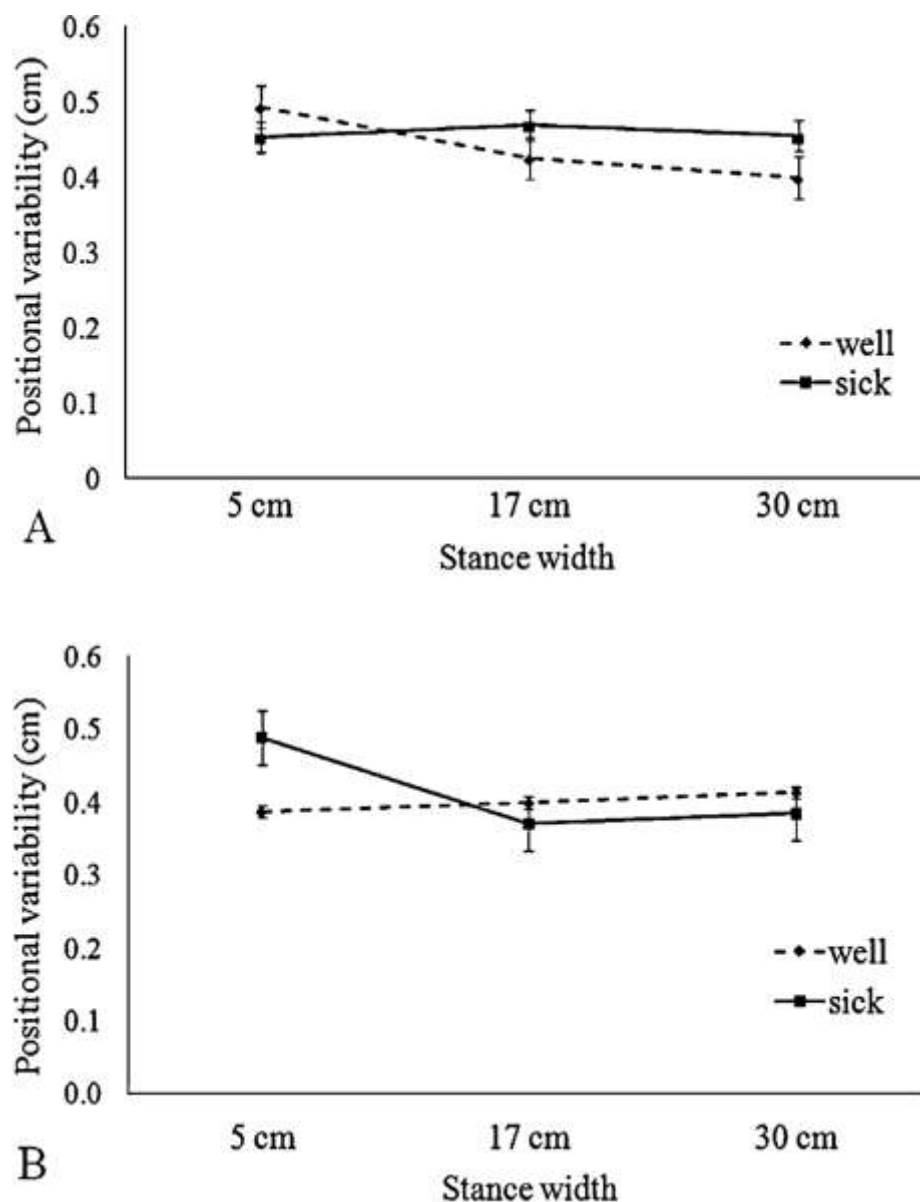 0.6
0.5
0.4
0.3
0.2
0.1
0
Positional variability (cm)
well
sick
5 cm 17 cm 30 cm
Stance width
A
0.6
0.5
0.4
0.3
0.2
0.1
0.0
Positional variability (cm)
well
sick
5 cm 17 cm 30 cm
Stance width
B